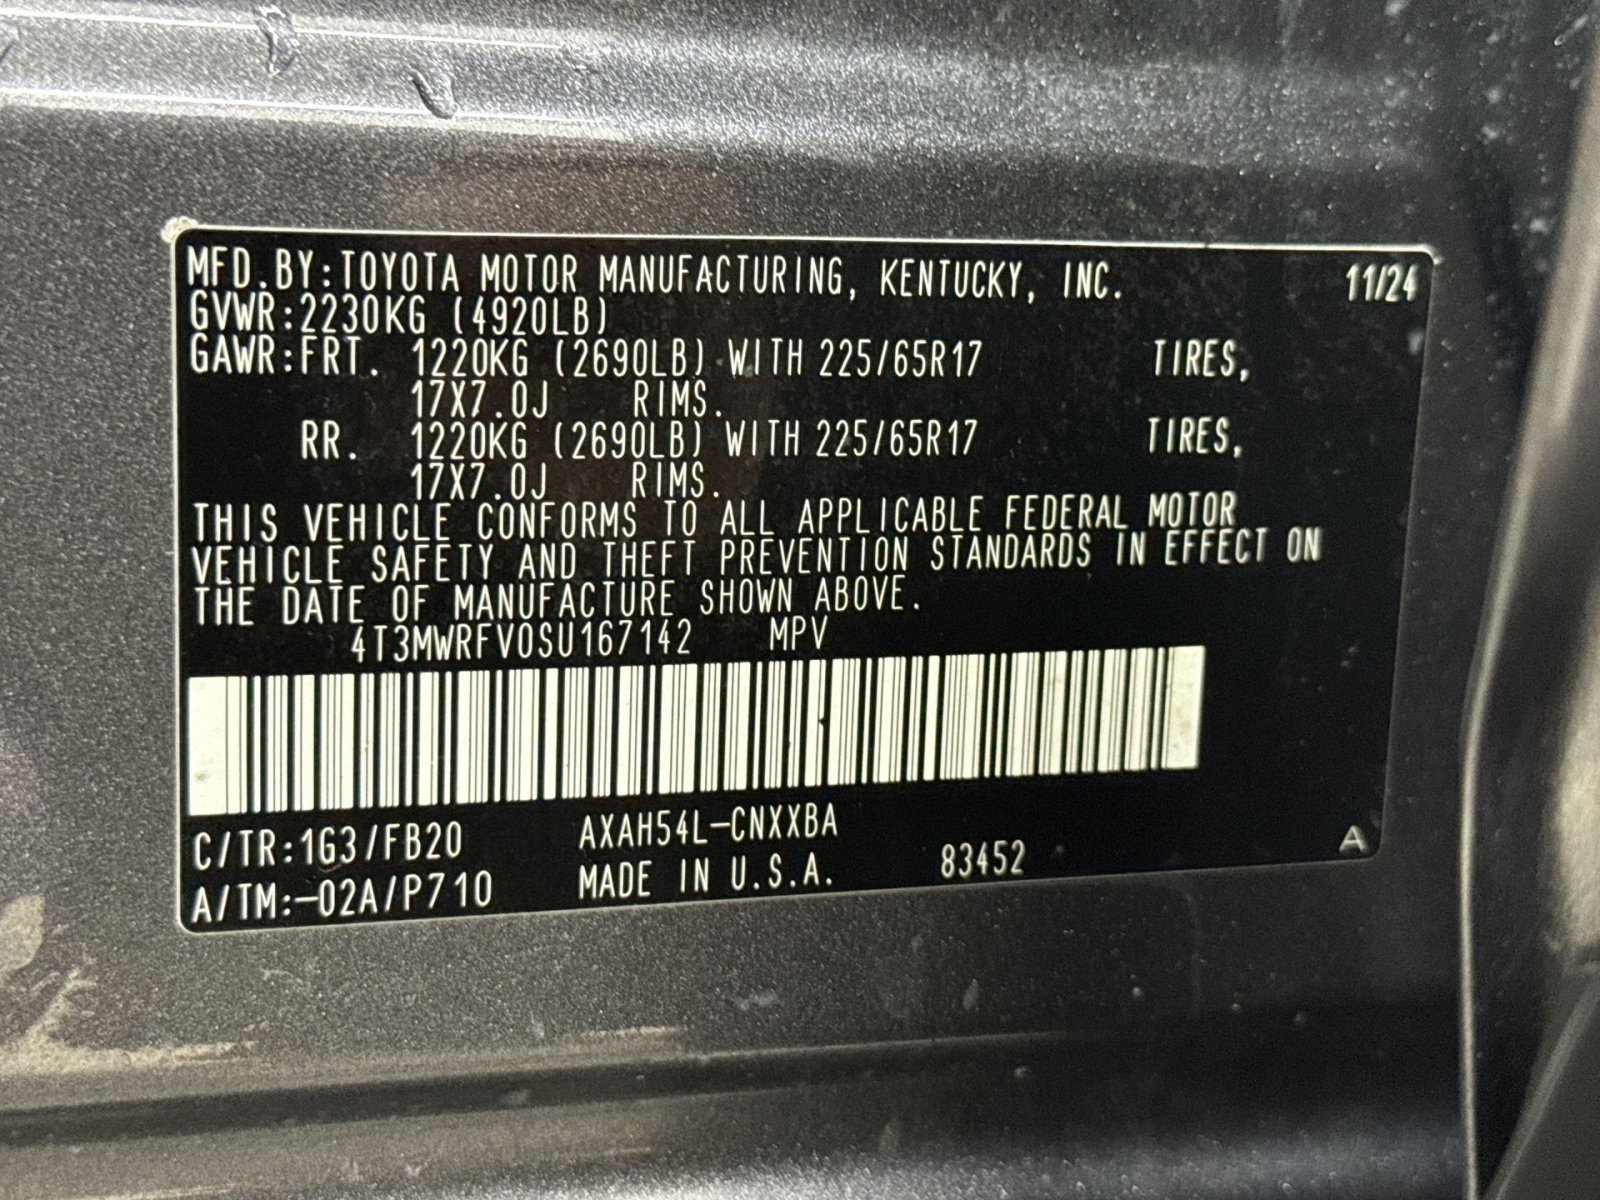 MFD.BY:TOYOTA MOTOR MANUFACTURING, KENTUCKY, INC. 11/24
GVWR:2230KG (4920LB)
GAWR:FRT. 1220KG (2690LB) WITH 225/65R17 TIRES,
17X7.0J RIMS.
RR. 1220KG (2690LB) WITH 225/65R17 TIRES,
17X7.0J RIMS.
THIS VEHICLE CONFORMS TO ALL APPLICABLE FEDERAL MOTOR
VEHICLE SAFETY AND THEFT PREVENTION STANDARDS IN EFFECT ON
THE DATE OF MANUFACTURE SHOWN ABOVE.
4T3MWRFV0SU167142 MPV
C/TR:1G3/FB20 AXAH54L-CNXXBA
A/TM:-02A/P710 MADE IN U.S.A. 83452 A